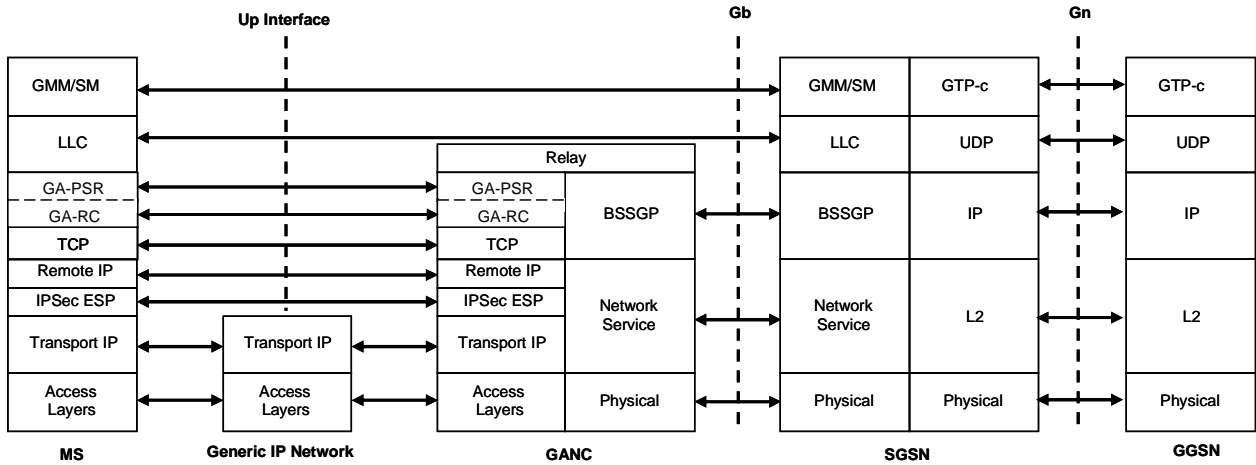 Up Interface
Gb
Gn
GMM/SM
GMM/SM
GTP-c
GTP-c
LLC
LLC
UDP
UDP
Relay
GA-PSR
GA-PSR
GA-RC
GA-RC
BSSGP
BSSGP
IP
IP
TCP
TCP
Remote IP
Remote IP
IPSec ESP
IPSec ESP
Network
Service
Network
Service
L2
L2
Transport IP
Transport IP
Transport IP
Access
Layers
Access
Layers
Access
Layers
Physical
Physical
Physical
Physical
MS
Generic IP Network
GANC
SGSN
GGSN